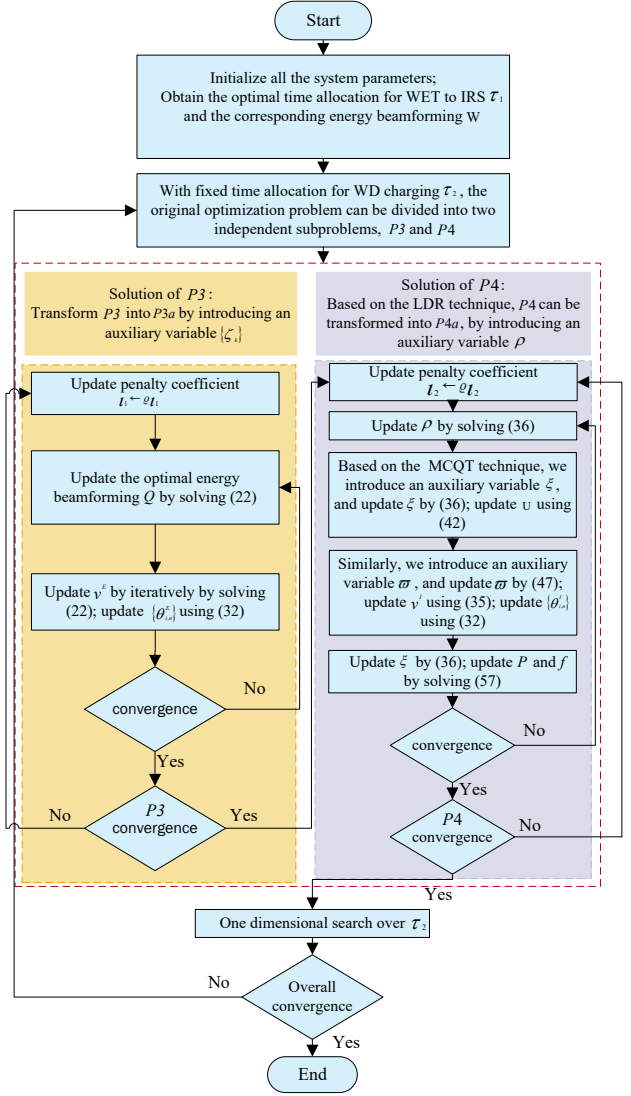 Start
Initialize all the system parameters;
Obtain the optimal time allocation for WET to IRS τ₁
and the corresponding energy beamforming W
With fixed time allocation for WD charging τ₂, the
original optimization problem can be divided into two
independent subproblems, P3 and P4
Solution of P3:
Transform P3 into P3a by introducing an
auxiliary variable {ζₛ}
Update penalty coefficient
ι₁←ϱι₁
Update the optimal energy
beamforming Q by solving (22)
Update vᴱ by iteratively by solving
(22); update {θᴱᵢ,ₙ} using (32)
convergence
No
Yes
P3
convergence
No
Yes
Solution of P4:
Based on the LDR technique, P4 can be
transformed into P4a, by introducing an
auxiliary variable ρ
Update penalty coefficient
ι₂←ϱι₂
Update ρ by solving (36)
Based on the MCQT technique, we
introduce an auxiliary variable ξ,
and update ξ by (36); update U using
(42)
Similarly, we introduce an auxiliary
variable ϖ, and update ϖ by (47);
update vᴵ using (35); update {θᴵᵢ,ₙ}
using (32)
Update ξ by (36); update P and f
by solving (57)
convergence
No
Yes
P4
convergence
No
Yes
One dimensional search over τ₂
Overall
convergence
No
Yes
End